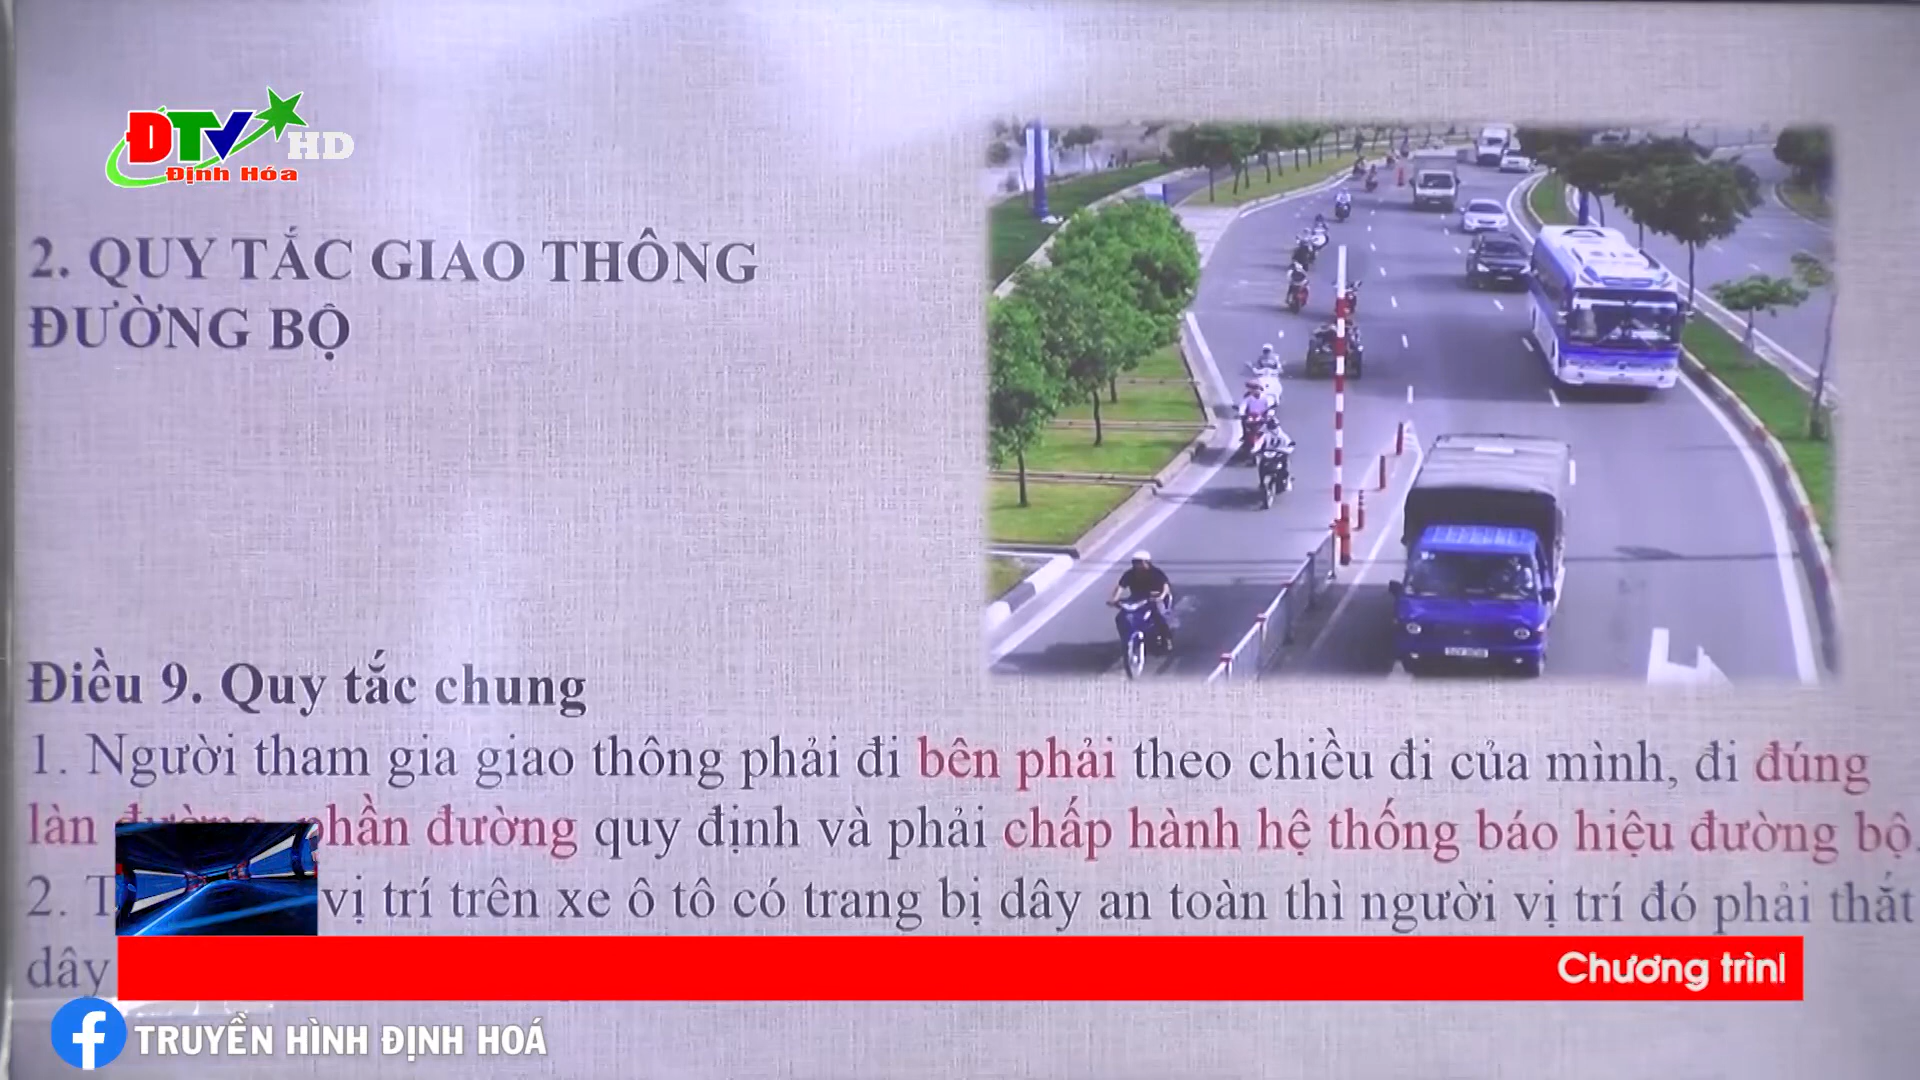 ĐTV HD
Định Hóa
2. QUY TẮC GIAO THÔNG
ĐƯỜNG BỘ
Điều 9. Quy tắc chung
1. Người tham gia giao thông phải đi bên phải theo chiều đi của mình, đi đúng
làn đường, phần đường quy định và phải chấp hành hệ thống báo hiệu đường bộ.
2. vị trí trên xe ô tô có trang bị dây an toàn thì người vị trí đó phải thắt
dây
Chương trìn
TRUYỀN HÌNH ĐỊNH HOÁ